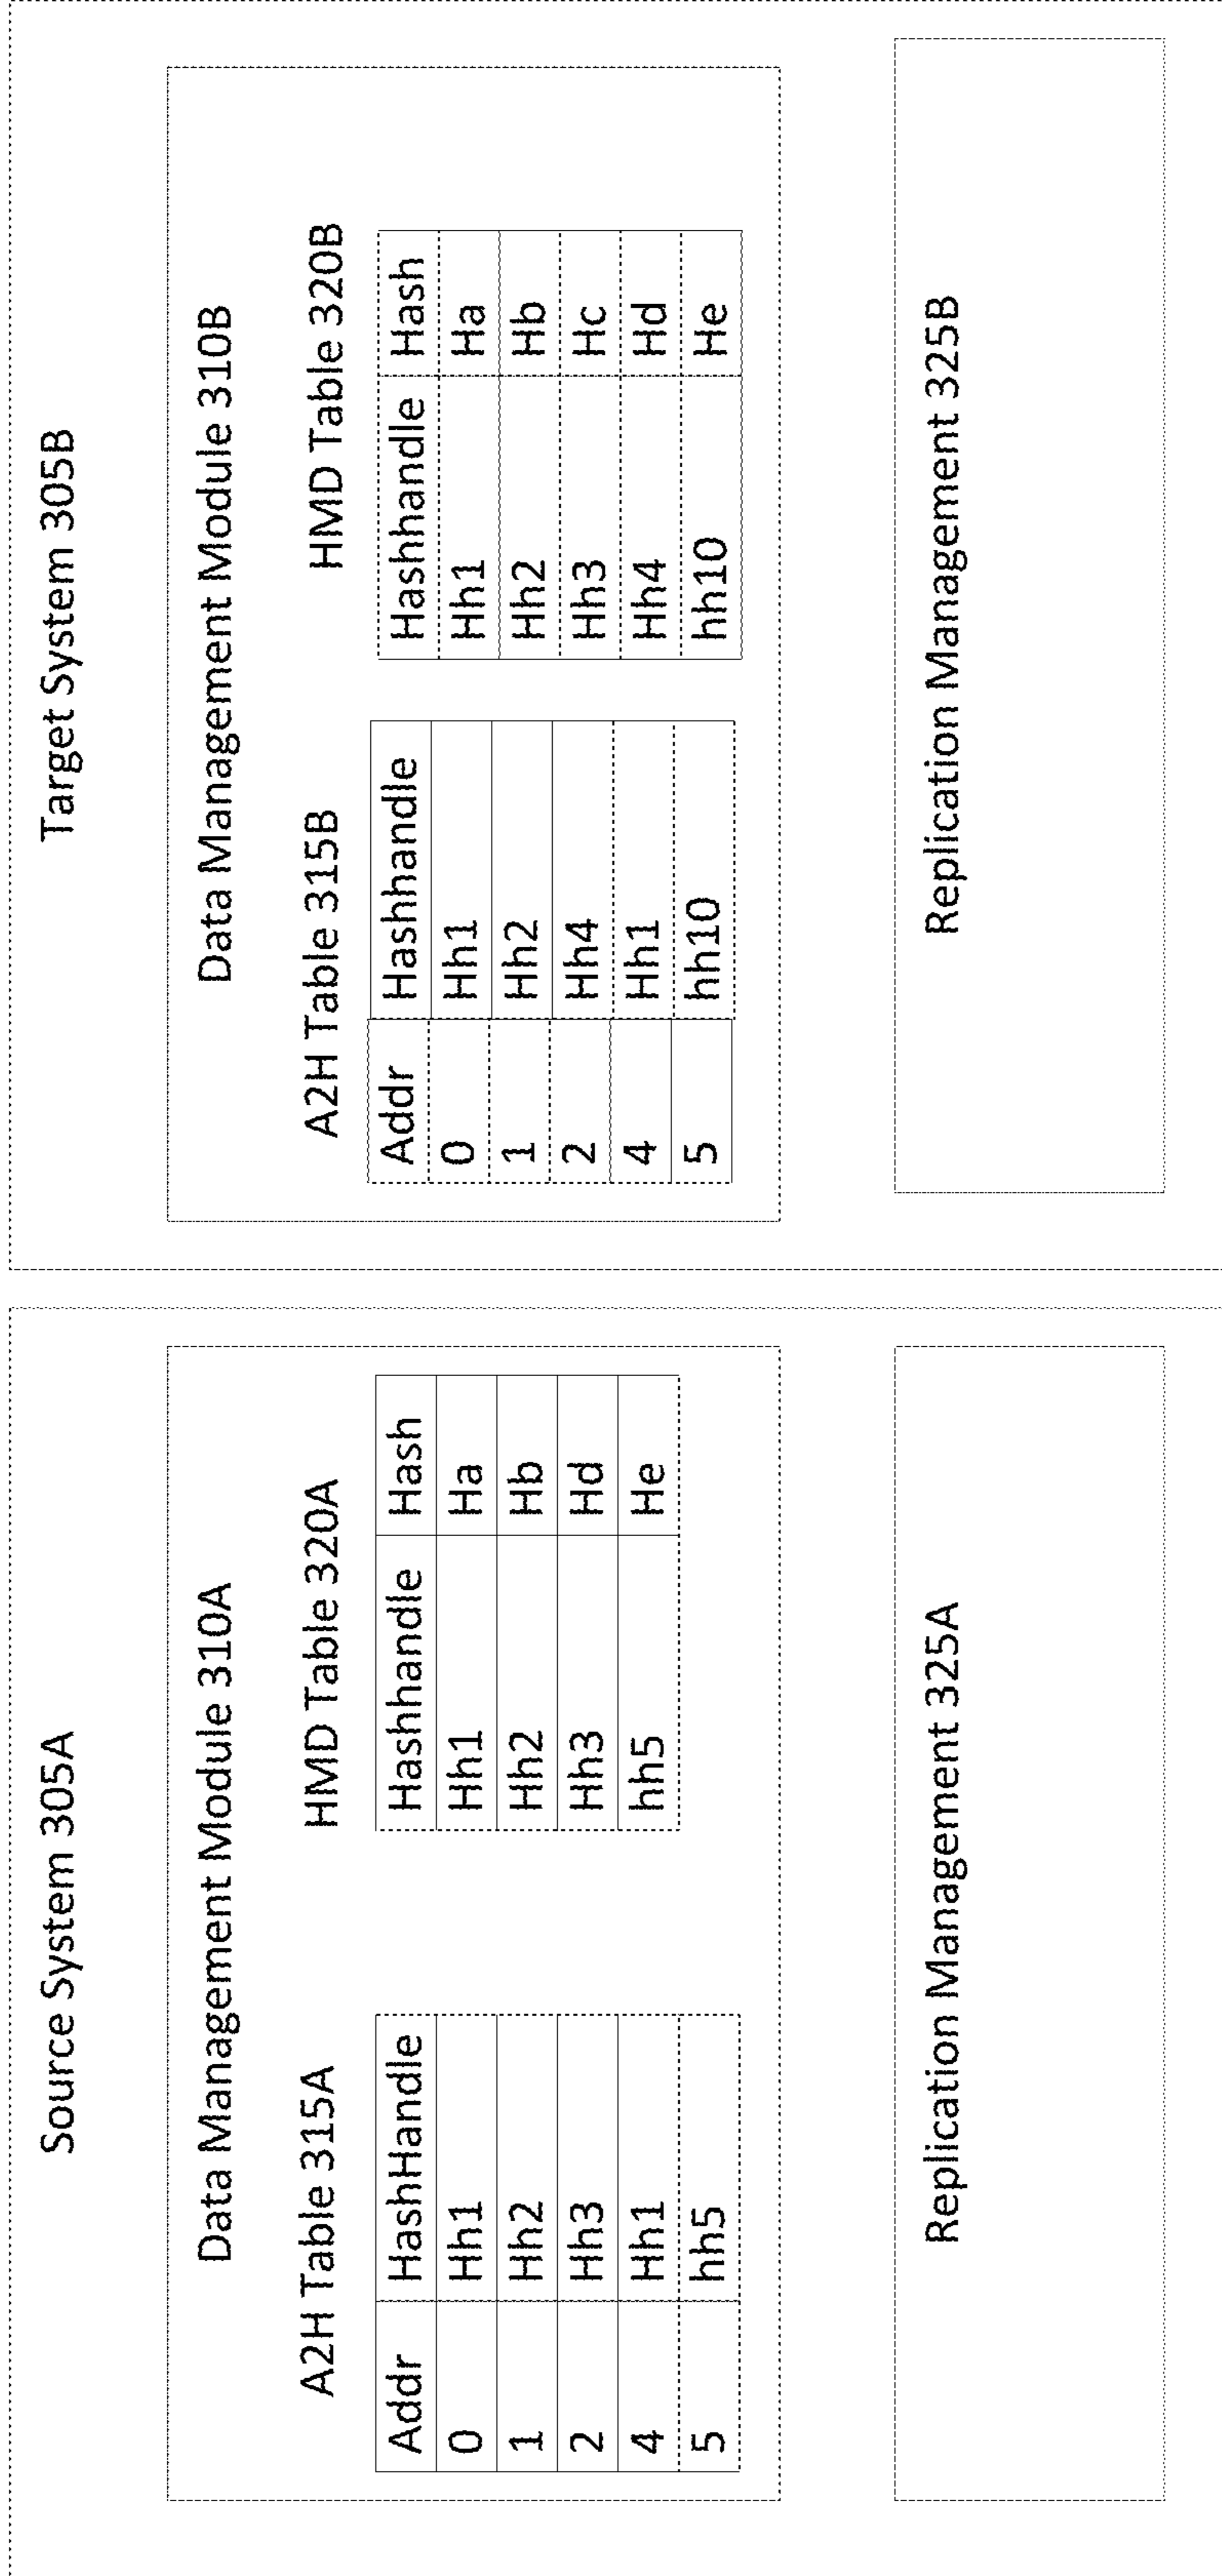 Source System 305A
Data Management Module 310A
A2H Table 315A
Addr HashHandle
0 Hh1
1 Hh2
2 Hh3
4 Hh1
5 hh5
HMD Table 320A
Hashhandle Hash
Hh1 Ha
Hh2 Hb
Hh3 Hd
hh5 He
Replication Management 325A
Target System 305B
Data Management Module 310B
A2H Table 315B
Addr Hashhandle
0 Hh1
1 Hh2
2 Hh4
4 Hh1
5 hh10
HMD Table 320B
Hashhandle Hash
Hh1 Ha
Hh2 Hb
Hh3 Hc
Hh4 Hd
hh10 He
Replication Management 325B